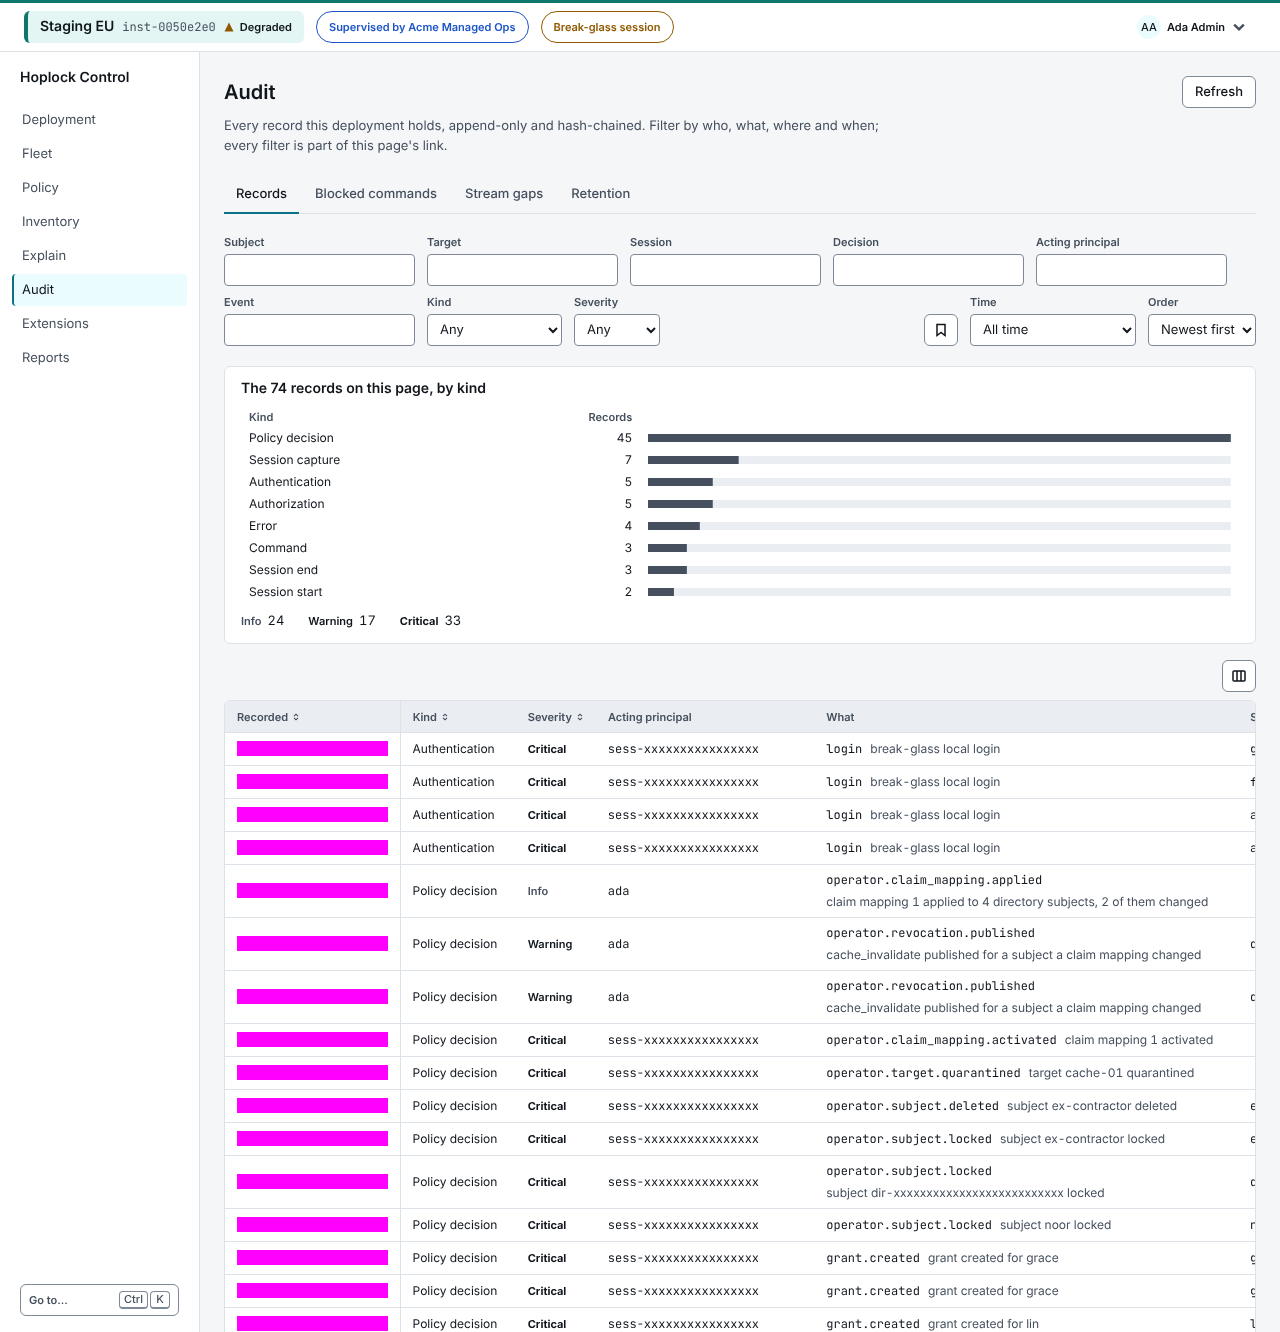 Staging EU inst-0050e2e0 Degraded Supervised by Acme Managed Ops Break-glass session AA Ada Admin
Hoplock Control
Deployment
Fleet
Policy
Inventory
Explain
Audit
Extensions
Reports
Go to... Ctrl K
Audit
Refresh
Every record this deployment holds, append-only and hash-chained. Filter by who, what, where and when;
every filter is part of this page's link.
Records Blocked commands Stream gaps Retention
Subject Target Session Decision Acting principal
Event Kind Severity Time Order
Any Any All time Newest first
The 74 records on this page, by kind
Kind Records
Policy decision 45
Session capture 7
Authentication 5
Authorization 5
Error 4
Command 3
Session end 3
Session start 2
Info 24 Warning 17 Critical 33
Recorded Kind Severity Acting principal What
Authentication Critical sess-xxxxxxxxxxxxxxxx login break-glass local login
Authentication Critical sess-xxxxxxxxxxxxxxxx login break-glass local login
Authentication Critical sess-xxxxxxxxxxxxxxxx login break-glass local login
Authentication Critical sess-xxxxxxxxxxxxxxxx login break-glass local login
Policy decision Info ada operator.claim_mapping.applied
claim mapping 1 applied to 4 directory subjects, 2 of them changed
Policy decision Warning ada operator.revocation.published
cache_invalidate published for a subject a claim mapping changed
Policy decision Warning ada operator.revocation.published
cache_invalidate published for a subject a claim mapping changed
Policy decision Critical sess-xxxxxxxxxxxxxxxx operator.claim_mapping.activated claim mapping 1 activated
Policy decision Critical sess-xxxxxxxxxxxxxxxx operator.target.quarantined target cache-01 quarantined
Policy decision Critical sess-xxxxxxxxxxxxxxxx operator.subject.deleted subject ex-contractor deleted
Policy decision Critical sess-xxxxxxxxxxxxxxxx operator.subject.locked subject ex-contractor locked
Policy decision Critical sess-xxxxxxxxxxxxxxxx operator.subject.locked
subject dir-xxxxxxxxxxxxxxxxxxxxxxxxxx locked
Policy decision Critical sess-xxxxxxxxxxxxxxxx operator.subject.locked subject noor locked
Policy decision Critical sess-xxxxxxxxxxxxxxxx grant.created grant created for grace
Policy decision Critical sess-xxxxxxxxxxxxxxxx grant.created grant created for grace
Policy decision Critical sess-xxxxxxxxxxxxxxxx grant.created grant created for lin